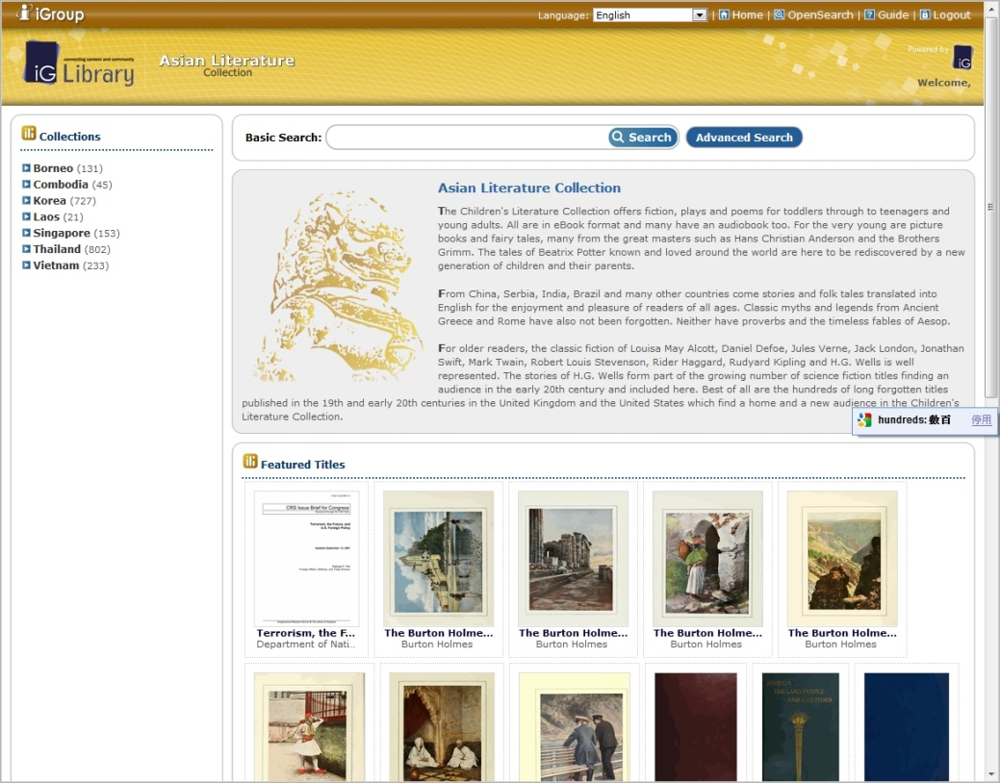 iGroup
Language: English | Home | OpenSearch | Guide | Logout
connecting content and community
iG Library
Asian Literature
Collection
Powered by
iG
Welcome,
Collections
Borneo (131)
Combodia (45)
Korea (727)
Laos (21)
Singapore (153)
Thailand (802)
Vietnam (233)
Basic Search: Search Advanced Search
Asian Literature Collection
The Children's Literature Collection offers fiction, plays and poems for toddlers through to teenagers and
young adults. All are in eBook format and many have an audiobook too. For the very young are picture
books and fairy tales, many from the great masters such as Hans Christian Anderson and the Brothers
Grimm. The tales of Beatrix Potter known and loved around the world are here to be rediscovered by a new
generation of children and their parents.
From China, Serbia, India, Brazil and many other countries come stories and folk tales translated into
English for the enjoyment and pleasure of readers of all ages. Classic myths and legends from Ancient
Greece and Rome have also not been forgotten. Neither have proverbs and the timeless fables of Aesop.
For older readers, the classic fiction of Louisa May Alcott, Daniel Defoe, Jules Verne, Jack London, Jonathan
Swift, Mark Twain, Robert Louis Stevenson, Rider Haggard, Rudyard Kipling and H.G. Wells is well
represented. The stories of H.G. Wells form part of the growing number of science fiction titles finding an
audience in the early 20th century and included here. Best of all are the hundreds of long forgotten titles
published in the 19th and early 20th centuries in the United Kingdom and the United States which find a home and a new audience in the Children's
Literature Collection.
hundreds: 數百 停用
Featured Titles
CRS Issue Brief for Congress
Terrorism, the Future, and
U.S. Foreign Policy
Terrorism, the F...
Department of Nati..
The Burton Holme...
Burton Holmes
The Burton Holme...
Burton Holmes
The Burton Holme...
Burton Holmes
The Burton Holme...
Burton Holmes
THE LAND PEOPLE
AND CUSTOMS